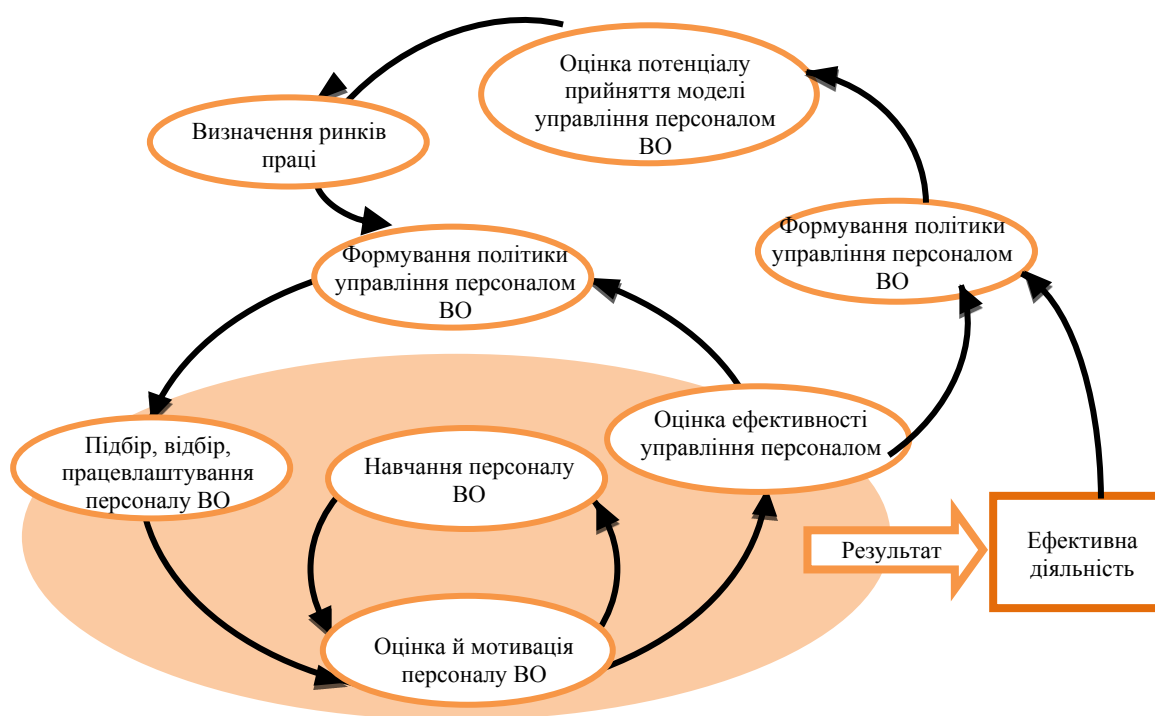 Оцінка потенціалу
прийняття моделі
управління персоналом
ВО
Визначення ринків
праці
Формування політики
управління персоналом
ВО
Формування політики
управління персоналом
ВО
Оцінка ефективності
управління персоналом
Підбір, відбір,
працевлаштування
персоналу ВО
Навчання персоналу
ВО
Результат
Ефективна
діяльність
Оцінка й мотивація
персоналу ВО